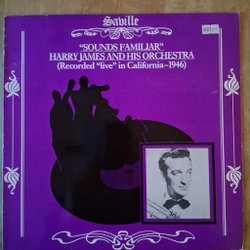 Saville
"SOUNDS FAMILIAR"
HARRY JAMES AND HIS ORCHESTRA
(Recorded "live" in California-1946)